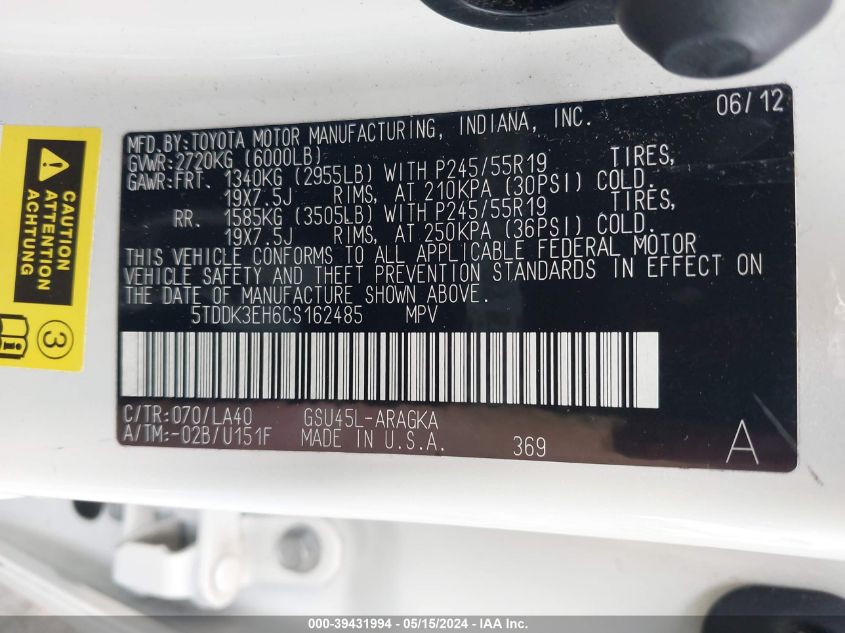 06/12
MFD.BY:TOYOTA MOTOR MANUFACTURING, INDIANA, INC.
GVWR:2720KG (6000LB)
GAWR:FRT. 1340KG (2955LB) WITH P245/55R19 TIRES,
19X7.5J RIMS, AT 210KPA (30PSI) COLD.
RR. 1585KG (3505LB) WITH P245/55R19 TIRES,
19X7.5J RIMS, AT 250KPA (36PSI) COLD.
THIS VEHICLE CONFORMS TO ALL APPLICABLE FEDERAL MOTOR
VEHICLE SAFETY AND THEFT PREVENTION STANDARDS IN EFFECT ON
THE DATE OF MANUFACTURE SHOWN ABOVE.
5TDDK3EH6CS162485 MPV
C/TR:070/LA40 GSU45L-ARAGKA
A/TM:-02B/U151F MADE IN U.S.A. 369 A
CAUTION
ATTENTION
ACHTUNG
3
000-39431994 - 05/15/2024 - IAA Inc.